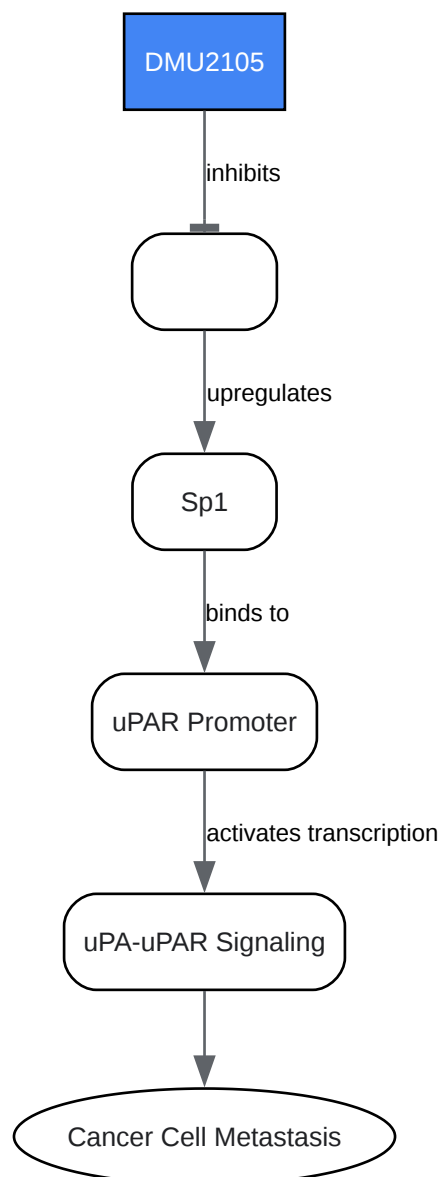 DMU2105
inhibits
upregulates
Sp1
binds to
uPAR Promoter
activates transcription
uPA-uPAR Signaling
Cancer Cell Metastasis